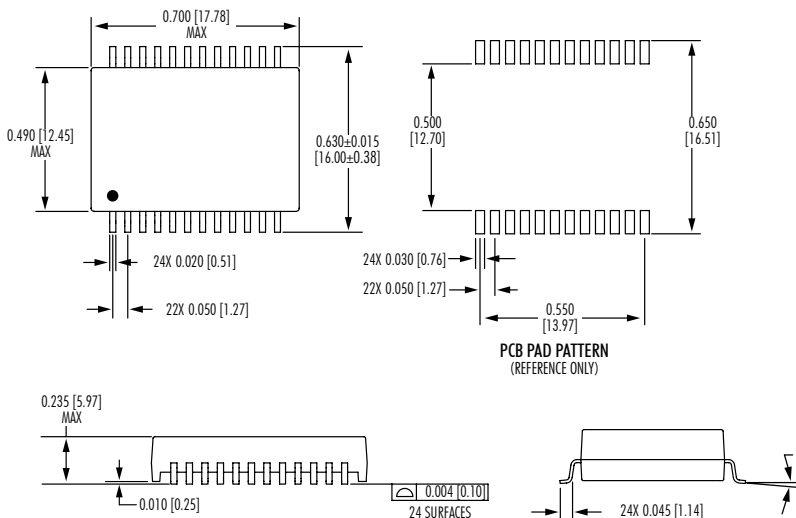 0.700 [17.78]
MAX
0.490 [12.45]
MAX
0.630±0.015
[16.00±0.38]
24X 0.020 [0.51]
22X 0.050 [1.27]
0.500
[12.70]
0.650
[16.51]
24X 0.030 [0.76]
22X 0.050 [1.27]
0.550
[13.97]
PCB PAD PATTERN
(REFERENCE ONLY)
0.235 [5.97]
MAX
0.010 [0.25]
0.004 [0.10]
24 SURFACES
24X 0.045 [1.14]